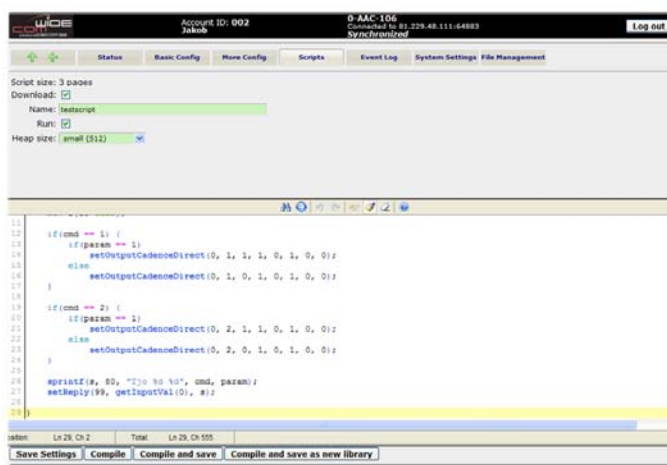 WIDE
COM
Account ID: 002
Jakob
0-AAC-106
Connected to 81.229.48.111:64883
Synchronized
Log out
Status Basic Config More Config Scripts Event Log System Settings File Management
Script size: 3 pages
Download:
Name: testscript
Run:
Heap size: small (512)
11
12 if(cmd == 1) {
13 if(param == 1)
14 setOutputCadenceDirect(0, 1, 1, 1, 0, 1, 0, 0);
15 else
16 setOutputCadenceDirect(0, 1, 0, 1, 0, 1, 0, 0);
17 }
18
19 if(cmd == 2) {
20 if(param == 1)
21 setOutputCadenceDirect(0, 2, 1, 1, 0, 1, 0, 0);
22 else
23 setOutputCadenceDirect(0, 2, 0, 1, 0, 1, 0, 0);
24 }
25
26 sprintf(s, 80, "Tjo %d %d", cmd, param);
27 setReply(99, getInputVal(0), s);
28
29 }
Position: Ln 29, Ch 2 Total: Ln 29, Ch 555
Save Settings Compile Compile and save Compile and save as new library